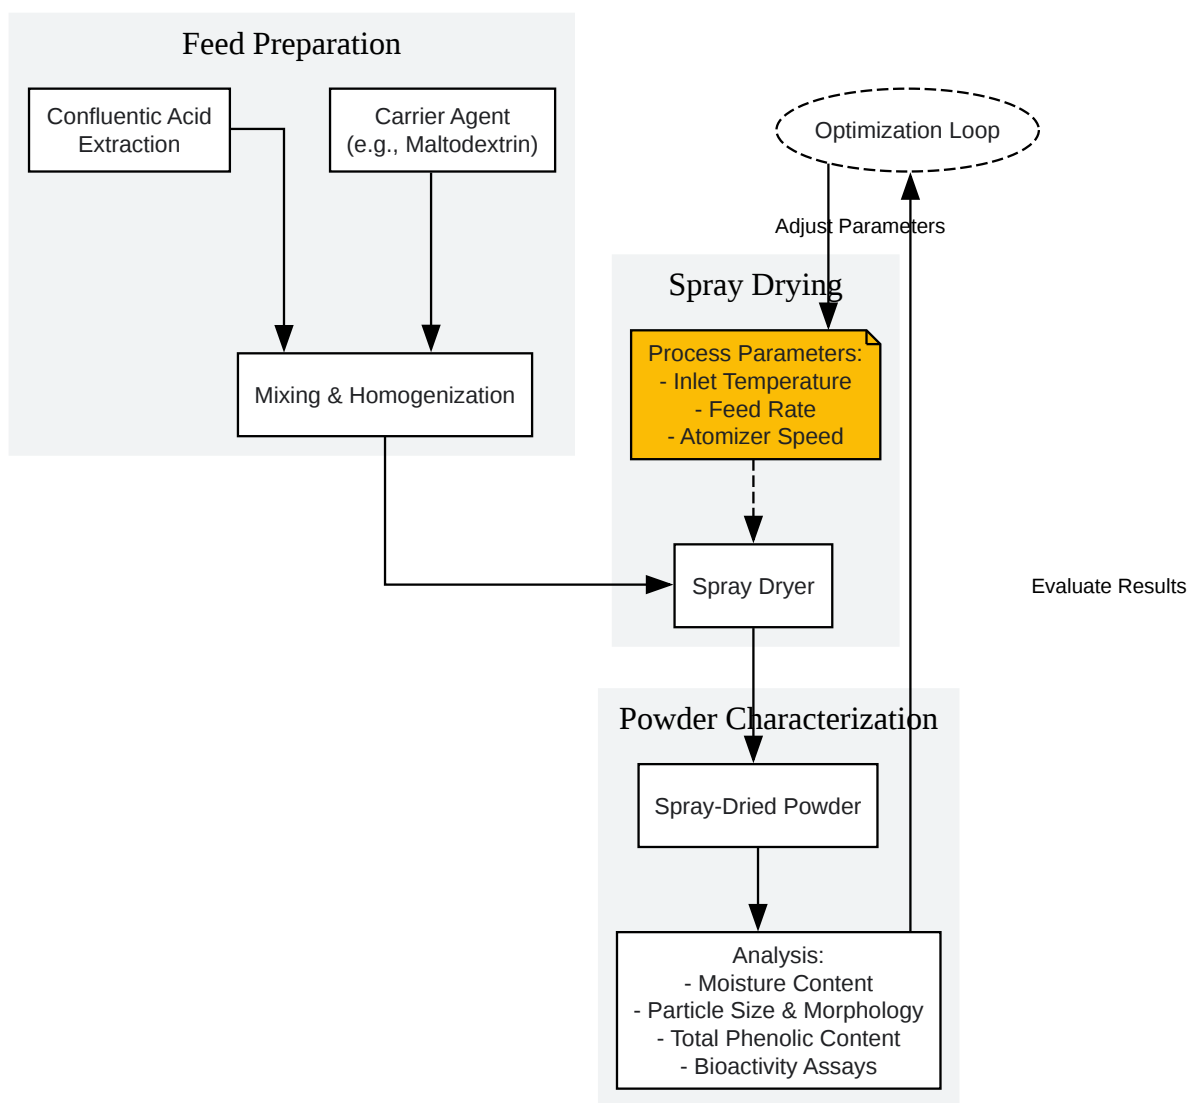 Feed Preparation
Confluentic Acid
Extraction
Carrier Agent
(e.g., Maltodextrin)
Mixing & Homogenization
Optimization Loop
Adjust Parameters
Spray Drying
Process Parameters:
- Inlet Temperature
- Feed Rate
- Atomizer Speed
Spray Dryer
Evaluate Results
Powder Characterization
Spray-Dried Powder
Analysis:
- Moisture Content
- Particle Size & Morphology
- Total Phenolic Content
- Bioactivity Assays